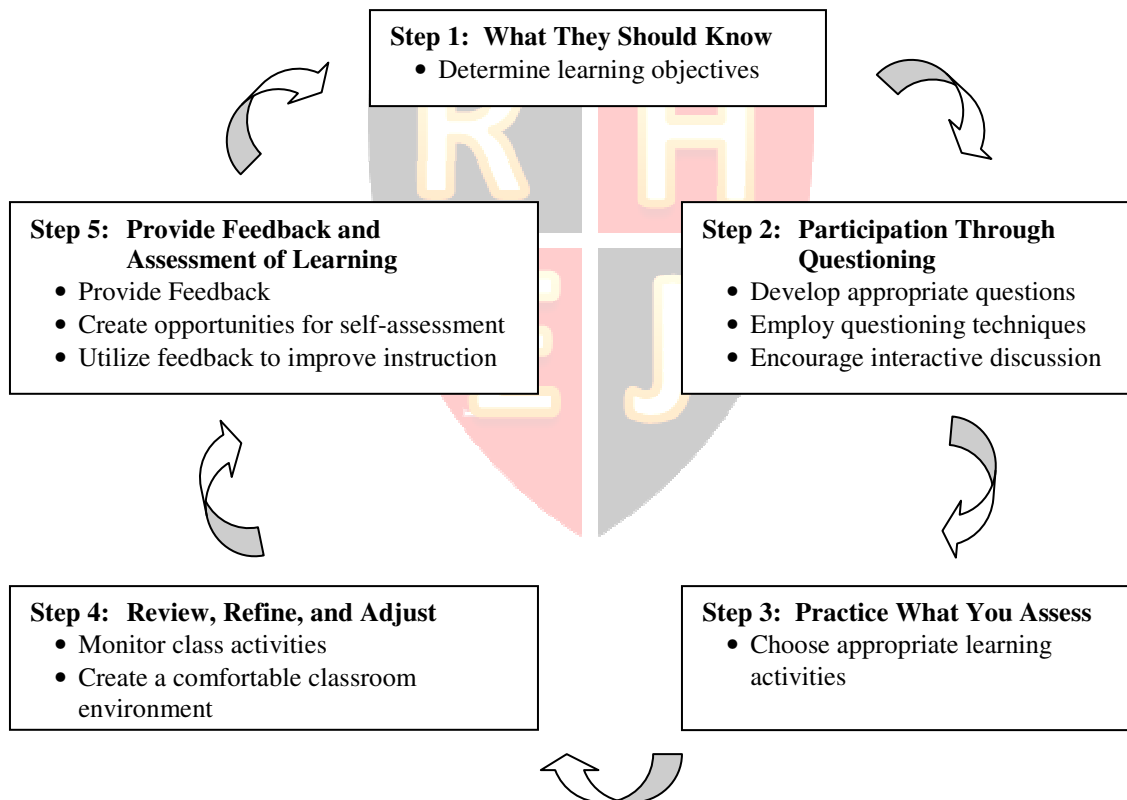 Step 1: What They Should Know
• Determine learning objectives
Step 2: Participation Through
Questioning
• Develop appropriate questions
• Employ questioning techniques
• Encourage interactive discussion
Step 3: Practice What You Assess
• Choose appropriate learning
activities
Step 4: Review, Refine, and Adjust
• Monitor class activities
• Create a comfortable classroom
environment
Step 5: Provide Feedback and
Assessment of Learning
• Provide Feedback
• Create opportunities for self-assessment
• Utilize feedback to improve instruction
R H
E J